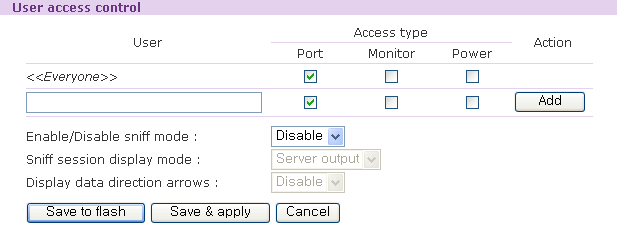 User access control
User Access type Action
Port Monitor Power
<<Everyone>>
Add
Enable/Disable sniff mode : Disable
Sniff session display mode : Server output
Display data direction arrows : Disable
Save to flash Save & apply Cancel